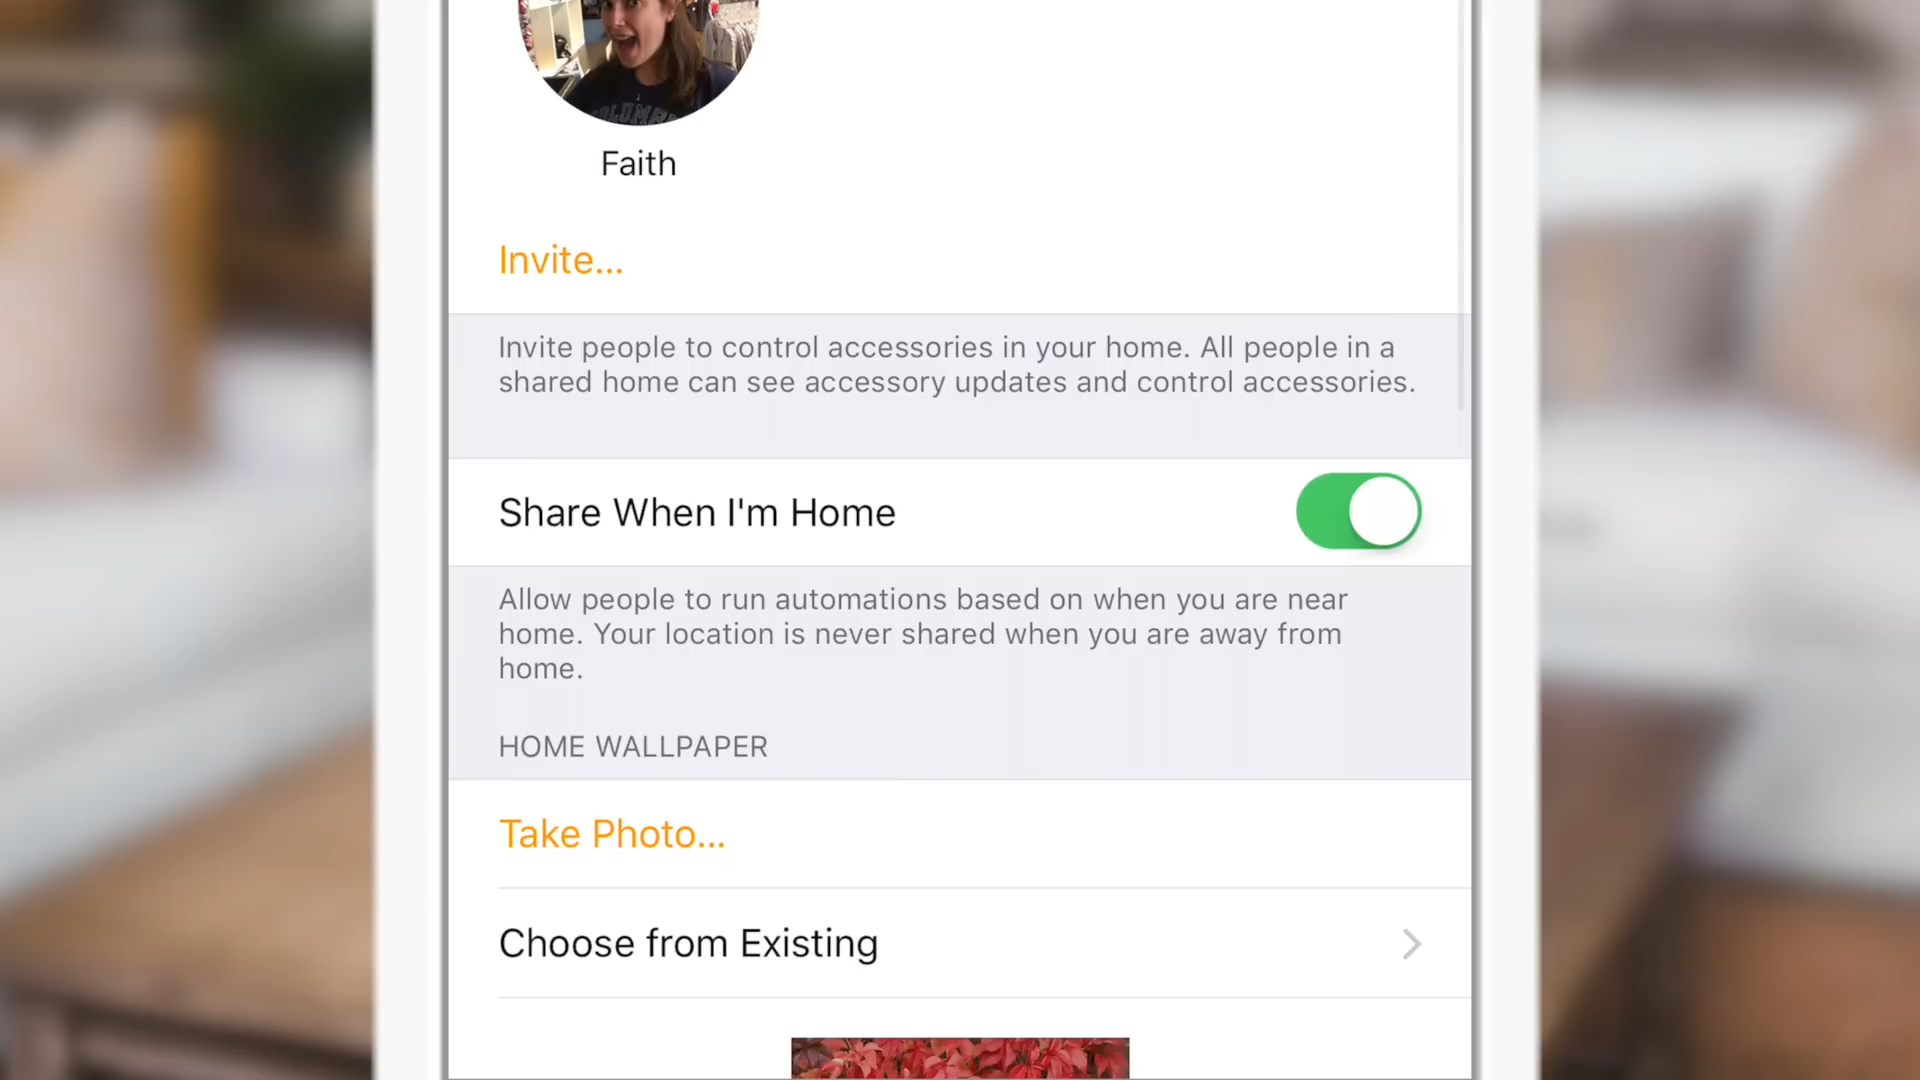 Faith
Invite...
Invite people to control accessories in your home. All people in a
shared home can see accessory updates and control accessories.
Share When I'm Home
Allow people to run automations based on when you are near
home. Your location is never shared when you are away from
home.
HOME WALLPAPER
Take Photo...
Choose from Existing